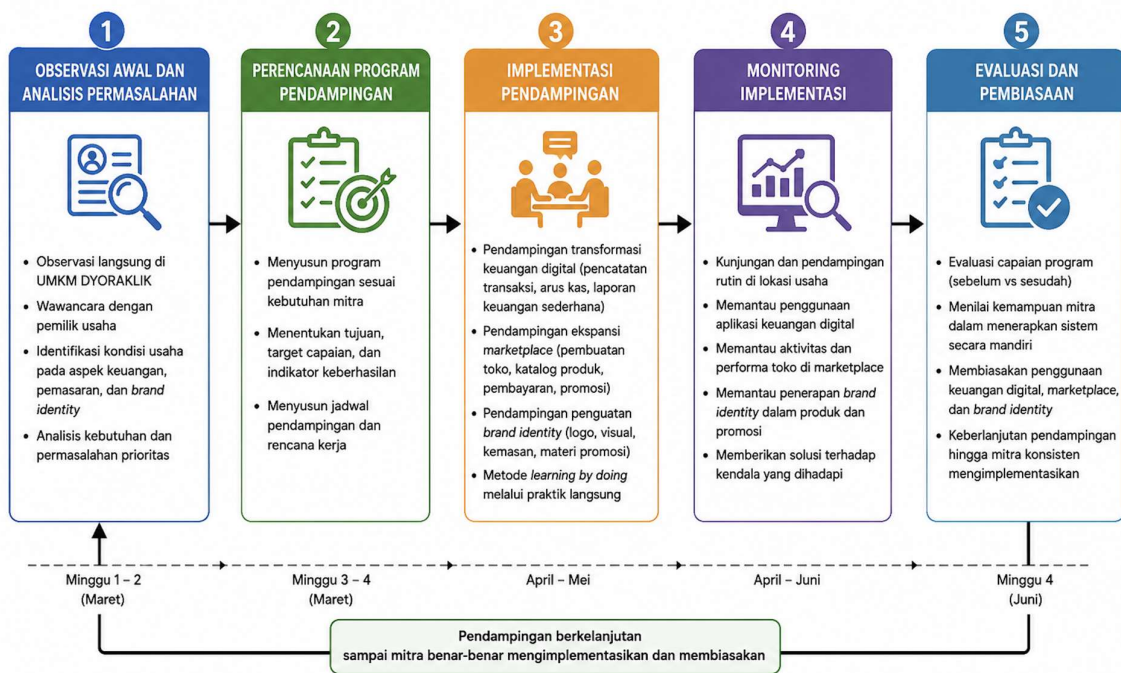 1
OBSERVASI AWAL DAN
ANALISIS PERMASALAHAN
• Observasi langsung di
UMKM DYORAKLIK
• Wawancara dengan
pemilik usaha
• Identifikasi kondisi usaha
pada aspek keuangan,
pemasaran, dan brand
identity
• Analisis kebutuhan dan
permasalahan prioritas
2
PERENCANAAN PROGRAM
PENDAMPINGAN
• Menyusun program
pendampingan sesuai
kebutuhan mitra
• Menentukan tujuan,
target capaian, dan
indikator keberhasilan
• Menyusun jadwal
pendampingan dan
rencana kerja
3
IMPLEMENTASI
PENDAMPINGAN
• Pendampingan transformasi
keuangan digital (pencatatan
transaksi, arus kas, laporan
keuangan sederhana)
• Pendampingan ekspansi
marketplace (pembuatan
toko, katalog produk,
pembayaran, promosi)
• Pendampingan penguatan
brand identity (logo, visual,
kemasan, materi promosi)
• Metode learning by doing
melalui praktik langsung
4
MONITORING
IMPLEMENTASI
• Kunjungan dan pendampingan
rutin di lokasi usaha
• Memantau penggunaan
aplikasi keuangan digital
• Memantau aktivitas dan
performa toko di marketplace
• Memantau penerapan brand
identity dalam produk dan
promosi
• Memberikan solusi terhadap
kendala yang dihadapi
5
EVALUASI DAN
PEMBIASAAN
• Evaluasi capaian program
(sebelum vs sesudah)
• Menilai kemampuan mitra
dalam menerapkan sistem
secara mandiri
• Membiasakan penggunaan
keuangan digital, marketplace,
dan brand identity
• Keberlanjutan pendampingan
hingga mitra konsisten
mengimplementasikan
Minggu 1 – 2
(Maret)
Minggu 3 – 4
(Maret)
April – Mei
April – Juni
Minggu 4
(Juni)
Pendampingan berkelanjutan
sampai mitra benar-benar mengimplementasikan dan membiasakan